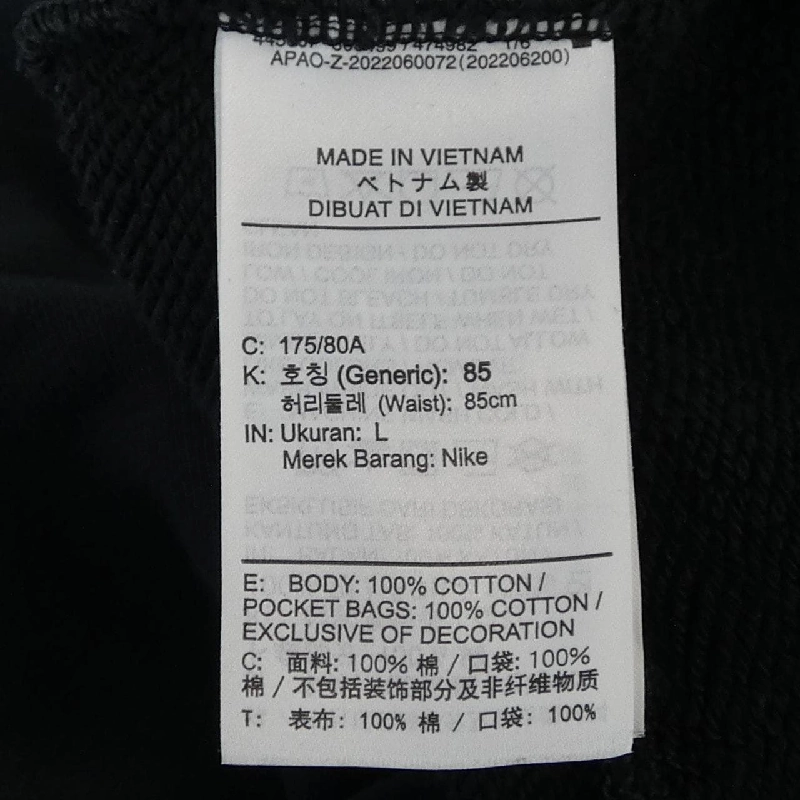 APAO-Z-2022060072(202206200)
MADE IN VIETNAM
ベトナム製
DIBUAT DI VIETNAM
C: 175/80A
K: 호칭 (Generic): 85
허리둘레 (Waist): 85cm
IN: Ukuran: L
Merek Barang: Nike
E: BODY: 100% COTTON /
POCKET BAGS: 100% COTTON /
EXCLUSIVE OF DECORATION
C: 面料: 100% 棉 / 口袋: 100%
棉 / 不包括装饰部分及非纤维物质
T: 表布: 100% 棉 / 口袋: 100%